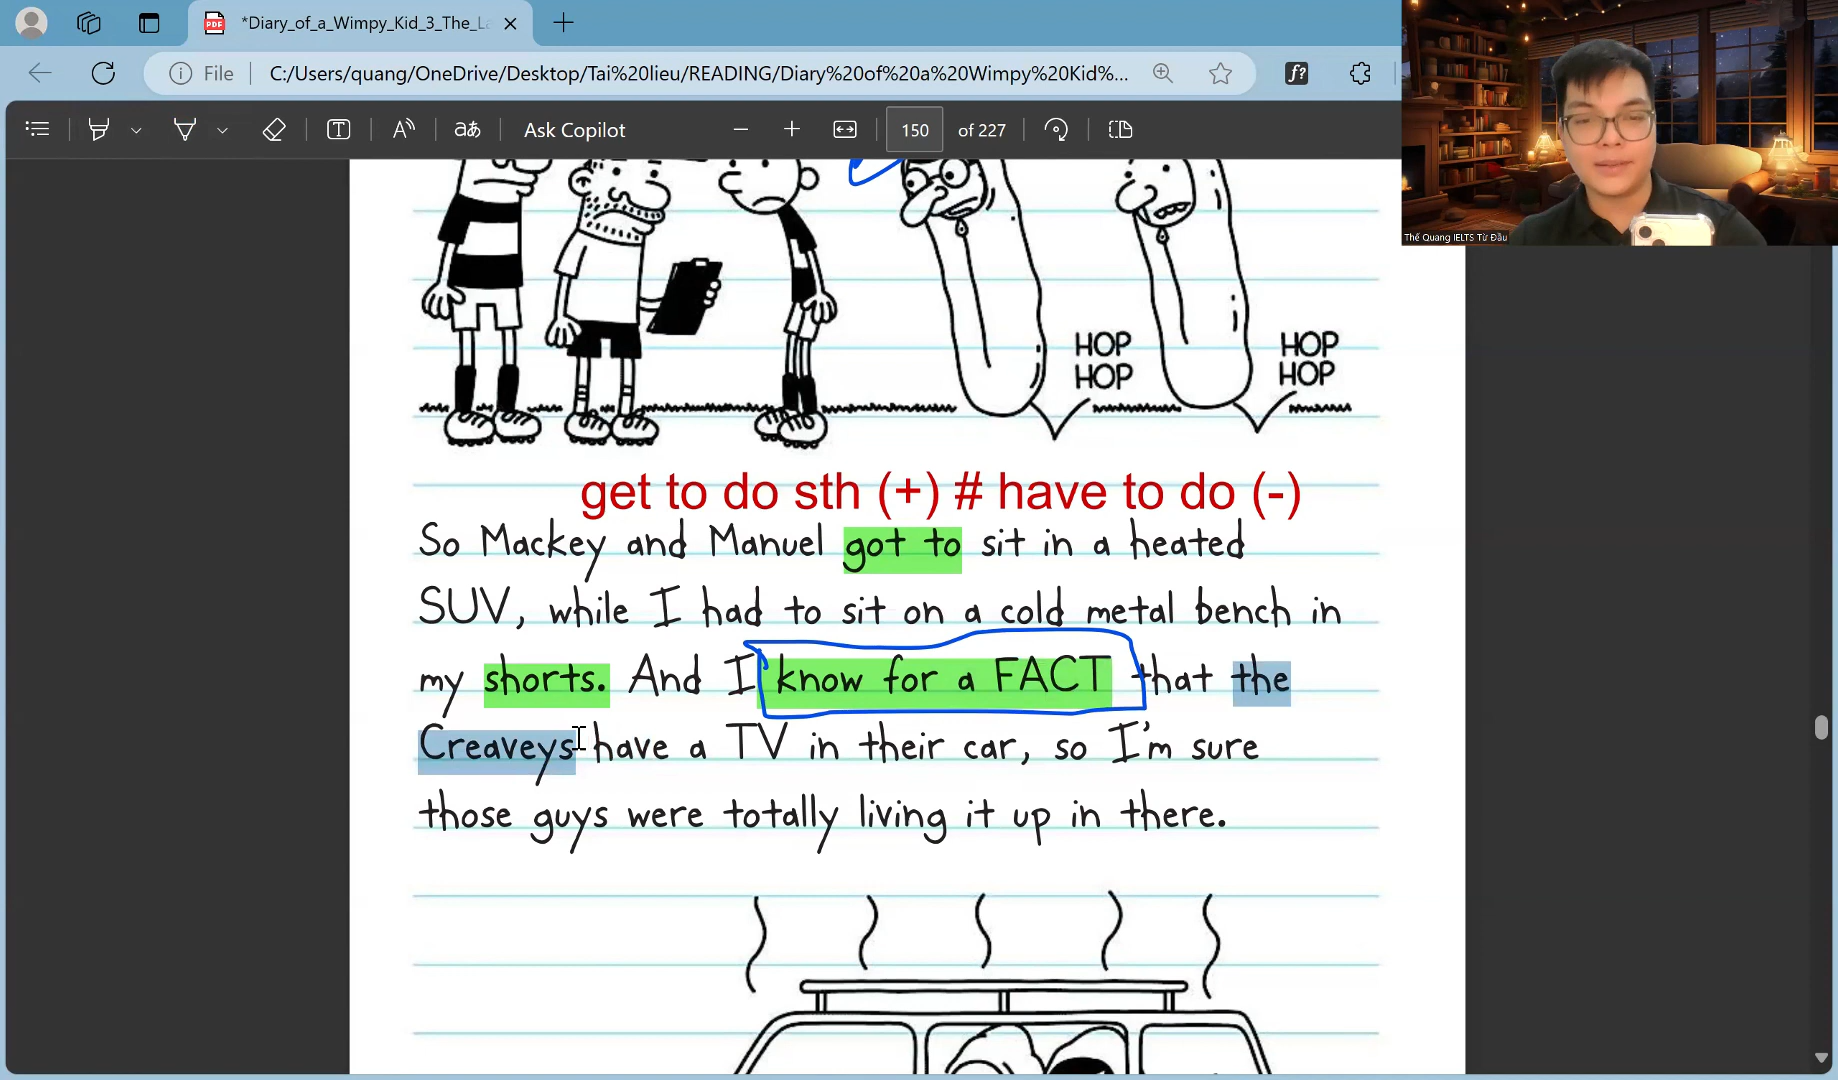 *Diary_of_a_Wimpy_Kid_3_The_La
File
C:/Users/quang/OneDrive/Desktop/Tai%20lieu/READING/Diary%20of%20a%20Wimpy%20Kid%...
f?
Ask Copilot
150 of 227
Thế Quang IELTS Từ Đầu
HOP HOP
HOP HOP
get to do sth (+) # have to do (-)
So Mackey and Manuel got to sit in a heated
SUV, while I had to sit on a cold metal bench in
my shorts. And I know for a FACT that the
Creaveys have a TV in their car, so I'm sure
those guys were totally living it up in there.